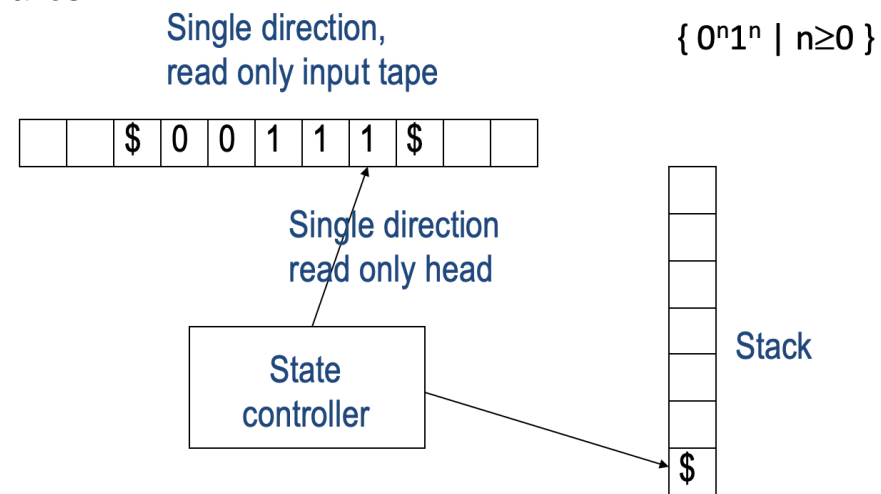 Single direction,
read only input tape
{ 0ⁿ1ⁿ | n≥0 }
$ 0 0 1 1 1 $
Single direction
read only head
State
controller
Stack
$